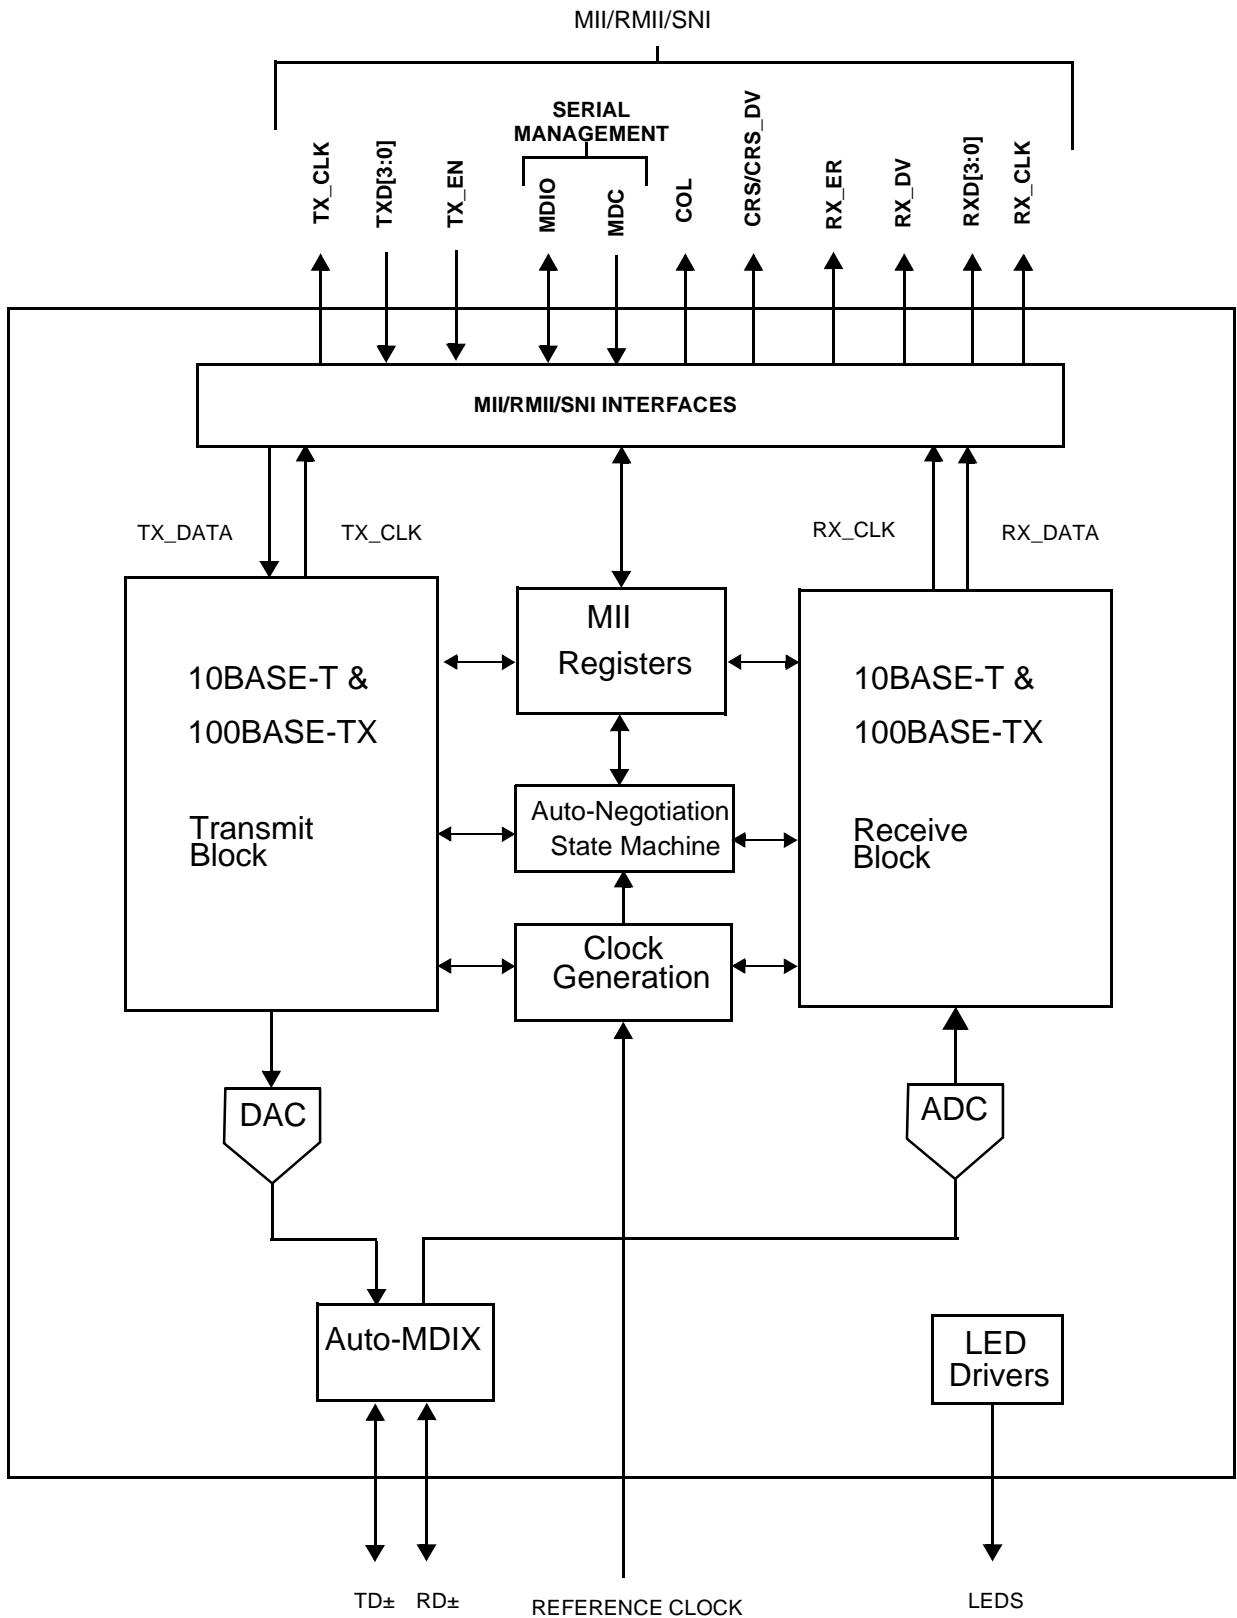 MII/RMII/SNI
SERIAL
MANAGEMENT
TX_CLK
TXD[3:0]
TX_EN
MDIO
MDC
COL
CRS/CRS_DV
RX_ER
RX_DV
RXD[3:0]
RX_CLK
MII/RMII/SNI INTERFACES
TX_DATA
TX_CLK
RX_CLK
RX_DATA
10BASE-T &
100BASE-TX
Transmit
Block
MII
Registers
10BASE-T &
100BASE-TX
Receive
Block
Auto-Negotiation
State Machine
Clock
Generation
DAC
ADC
Auto-MDIX
LED
Drivers
TD±
RD±
REFERENCE CLOCK
LEDS